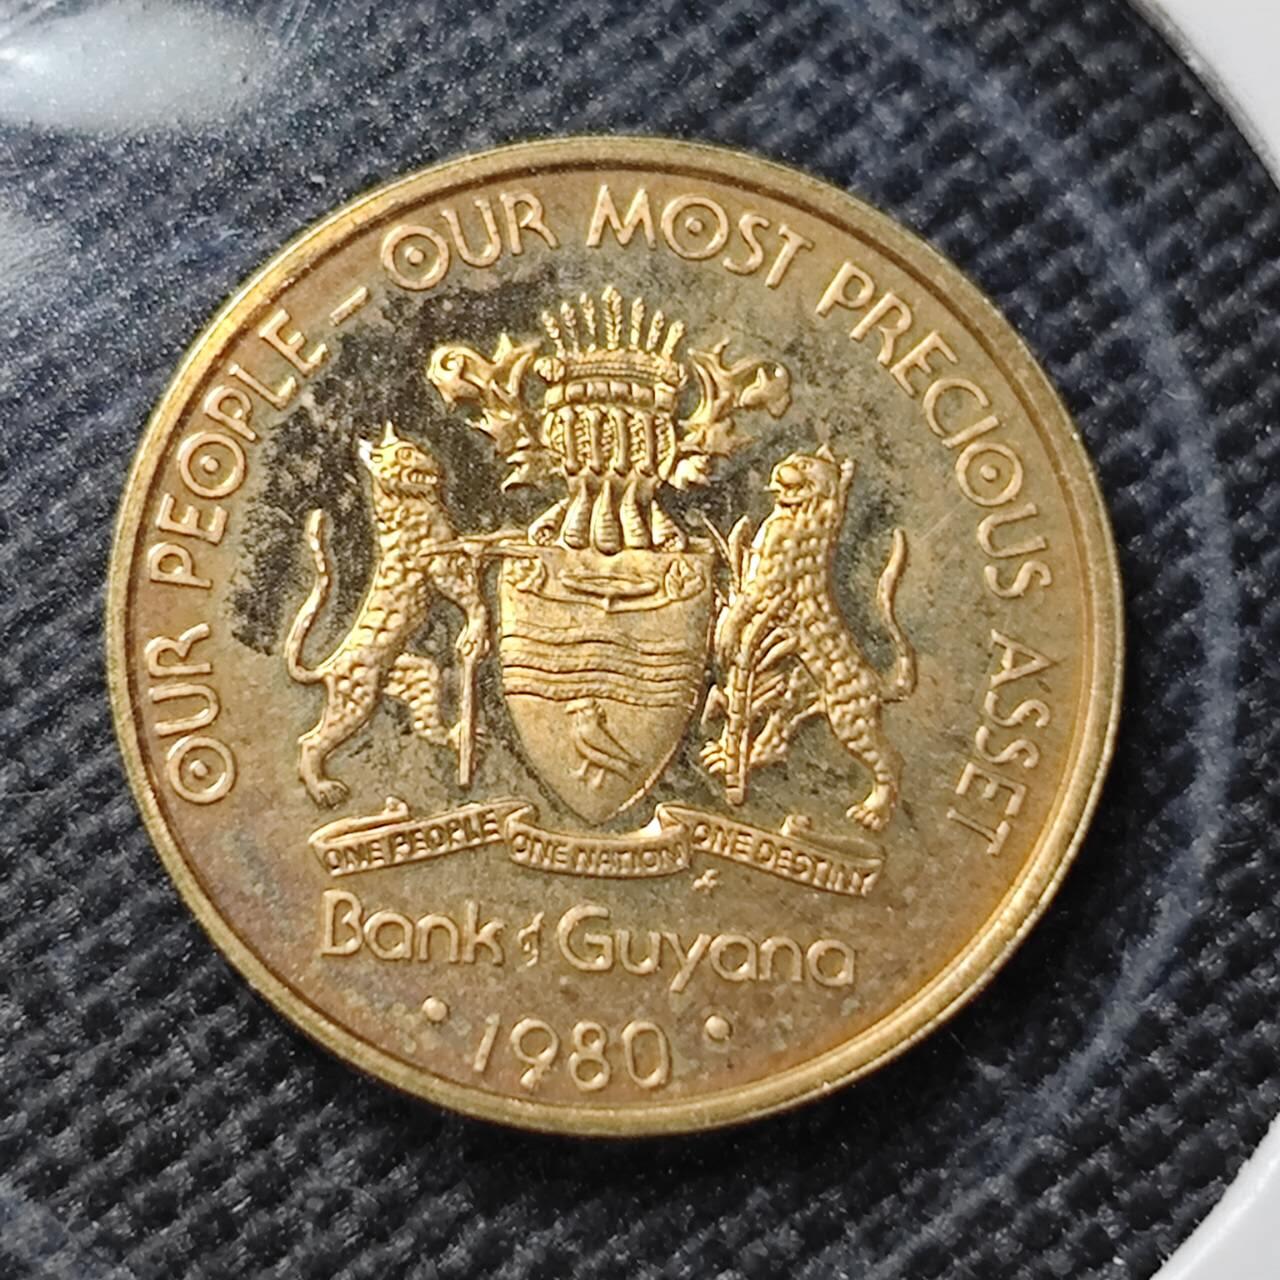 OUR PEOPLE - OUR MOST PRECIOUS ASSET
ONE PEOPLE ONE NATION ONE DESTINY
Bank of Guyana
• 1980 •